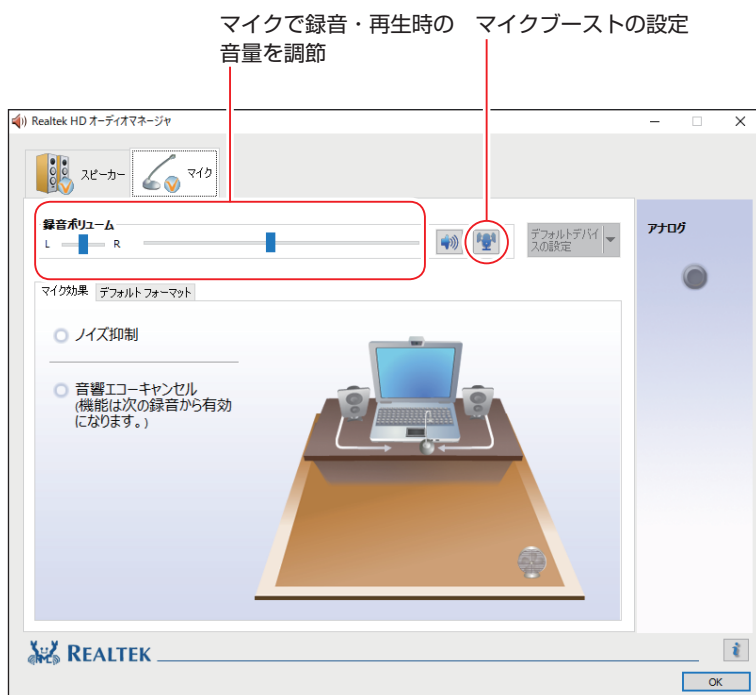 マイクで録音・再生時の
音量を調節
マイクブーストの設定
Realtek HD オーディオマネージャ
スピーカー
マイク
録音ボリューム
L
R
デフォルトデバイ
スの設定
アナログ
マイク効果
デフォルト フォーマット
ノイズ抑制
音響エコーキャンセル
(機能は次の録音から有効
になります。)
REALTEK
OK